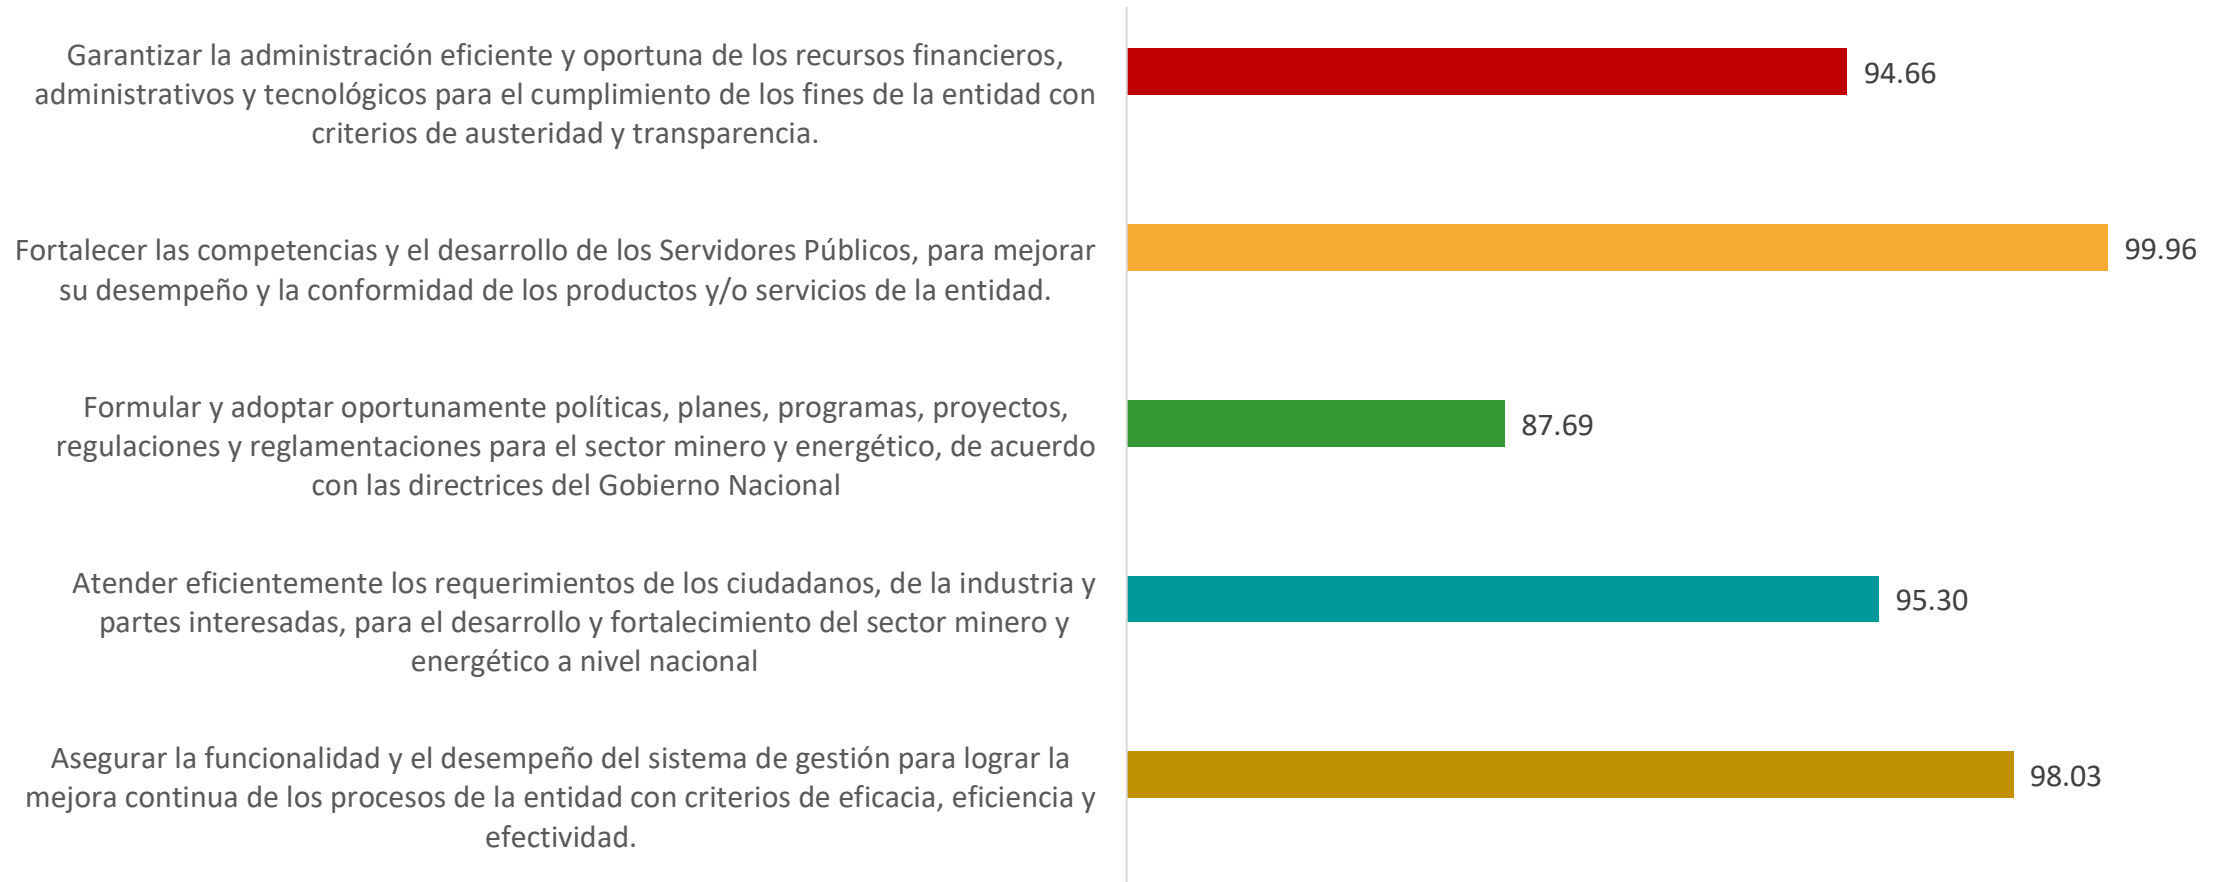 Garantizar la administración eficiente y oportuna de los recursos financieros,
administrativos y tecnológicos para el cumplimiento de los fines de la entidad con
criterios de austeridad y transparencia.
94.66
Fortalecer las competencias y el desarrollo de los Servidores Públicos, para mejorar
su desempeño y la conformidad de los productos y/o servicios de la entidad.
99.96
Formular y adoptar oportunamente políticas, planes, programas, proyectos,
regulaciones y reglamentaciones para el sector minero y energético, de acuerdo
con las directrices del Gobierno Nacional
87.69
Atender eficientemente los requerimientos de los ciudadanos, de la industria y
partes interesadas, para el desarrollo y fortalecimiento del sector minero y
energético a nivel nacional
95.30
Asegurar la funcionalidad y el desempeño del sistema de gestión para lograr la
mejora continua de los procesos de la entidad con criterios de eficacia, eficiencia y
efectividad.
98.03